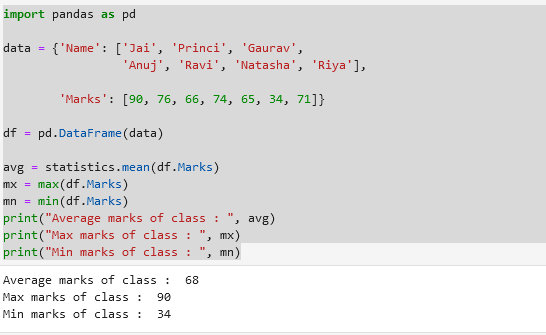 import pandas as pd
data = {'Name': ['Jai', 'Princi', 'Gaurav',
'Anuj', 'Ravi', 'Natasha', 'Riya'],
'Marks': [90, 76, 66, 74, 65, 34, 71]}
df = pd.DataFrame(data)
avg = statistics.mean(df.Marks)
mx = max(df.Marks)
mn = min(df.Marks)
print("Average marks of class : ", avg)
print("Max marks of class : ", mx)
print("Min marks of class : ", mn)
Average marks of class :  68
Max marks of class :  90
Min marks of class :  34